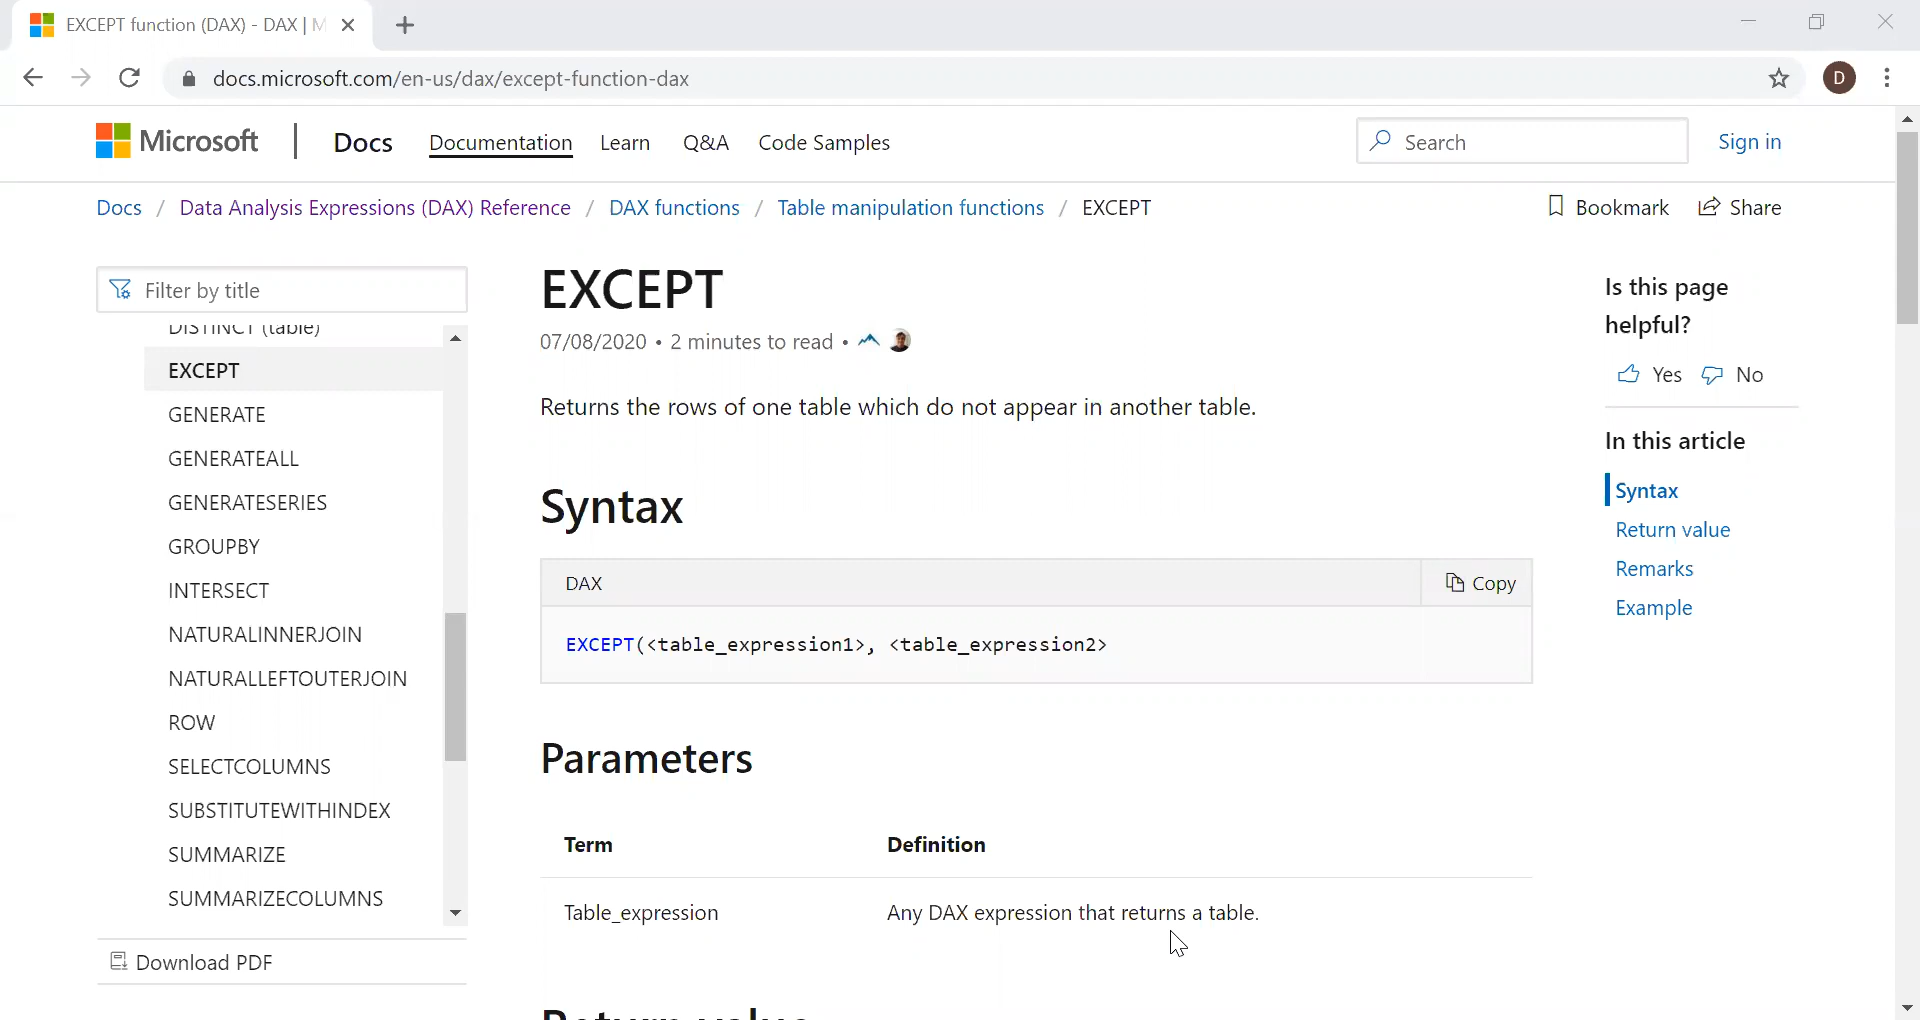 EXCEPT function (DAX) - DAX | M
docs.microsoft.com/en-us/dax/except-function-dax
D
Microsoft
Docs
Documentation
Learn
Q&A
Code Samples
Search
Sign in
Docs / Data Analysis Expressions (DAX) Reference / DAX functions / Table manipulation functions / EXCEPT
Bookmark
Share
Filter by title
DISTINCT (table)
EXCEPT
GENERATE
GENERATEALL
GENERATESERIES
GROUPBY
INTERSECT
NATURALINNERJOIN
NATURALLEFTOUTERJOIN
ROW
SELECTCOLUMNS
SUBSTITUTEWITHINDEX
SUMMARIZE
SUMMARIZECOLUMNS
Download PDF
EXCEPT
07/08/2020 • 2 minutes to read •
Returns the rows of one table which do not appear in another table.
Syntax
DAX
Copy
EXCEPT(<table_expression1>, <table_expression2>
Parameters
Term
Definition
Table_expression
Any DAX expression that returns a table.
Return value
Is this page
helpful?
Yes
No
In this article
Syntax
Return value
Remarks
Example